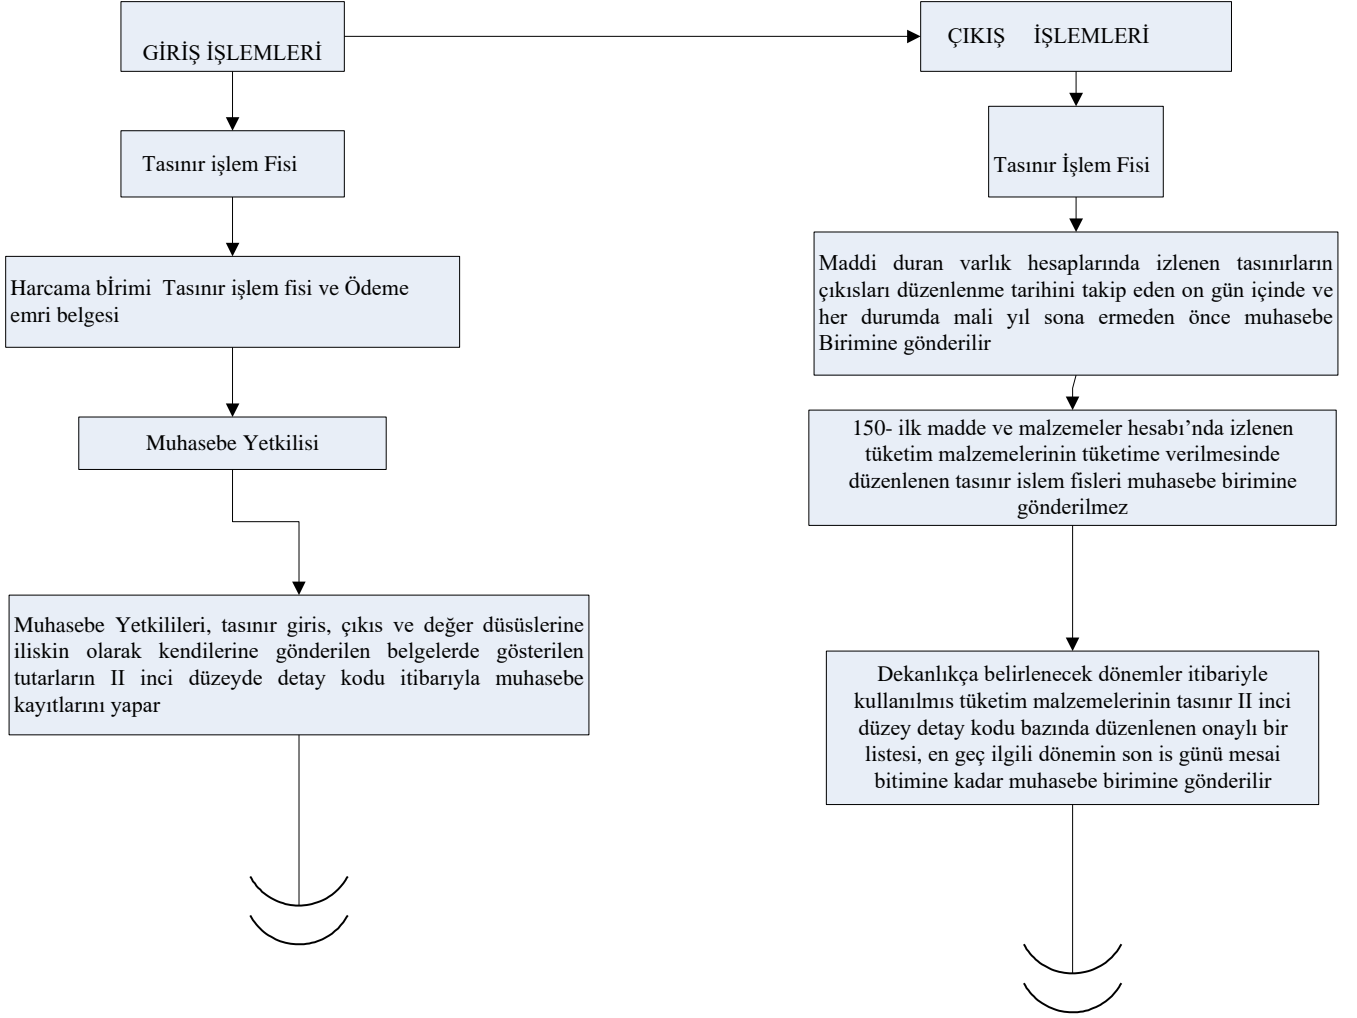 GİRİŞ İŞLEMLERİ
Tasınır işlem Fisi
Harcama bİrimi Tasınır işlem fisi ve Ödeme
emri belgesi
Muhasebe Yetkilisi
Muhasebe Yetkilileri, tasınır giris, çıkıs ve değer düsüslerine
iliskin olarak kendilerine gönderilen belgelerde gösterilen
tutarların II inci düzeyde detay kodu itibarıyla muhasebe
kayıtlarını yapar
ÇIKIŞ İŞLEMLERİ
Tasınır İşlem Fisi
Maddi duran varlık hesaplarında izlenen tasınırların
çıkısları düzenlenme tarihini takip eden on gün içinde ve
her durumda mali yıl sona ermeden önce muhasebe
Birimine gönderilir
150- ilk madde ve malzemeler hesabı’nda izlenen
tüketim malzemelerinin tüketime verilmesinde
düzenlenen tasınır islem fisleri muhasebe birimine
gönderilmez
Dekanlıkça belirlenecek dönemler itibariyle
kullanılmıs tüketim malzemelerinin tasınır II inci
düzey detay kodu bazında düzenlenen onaylı bir
listesi, en geç ilgili dönemin son is günü mesai
bitimine kadar muhasebe birimine gönderilir